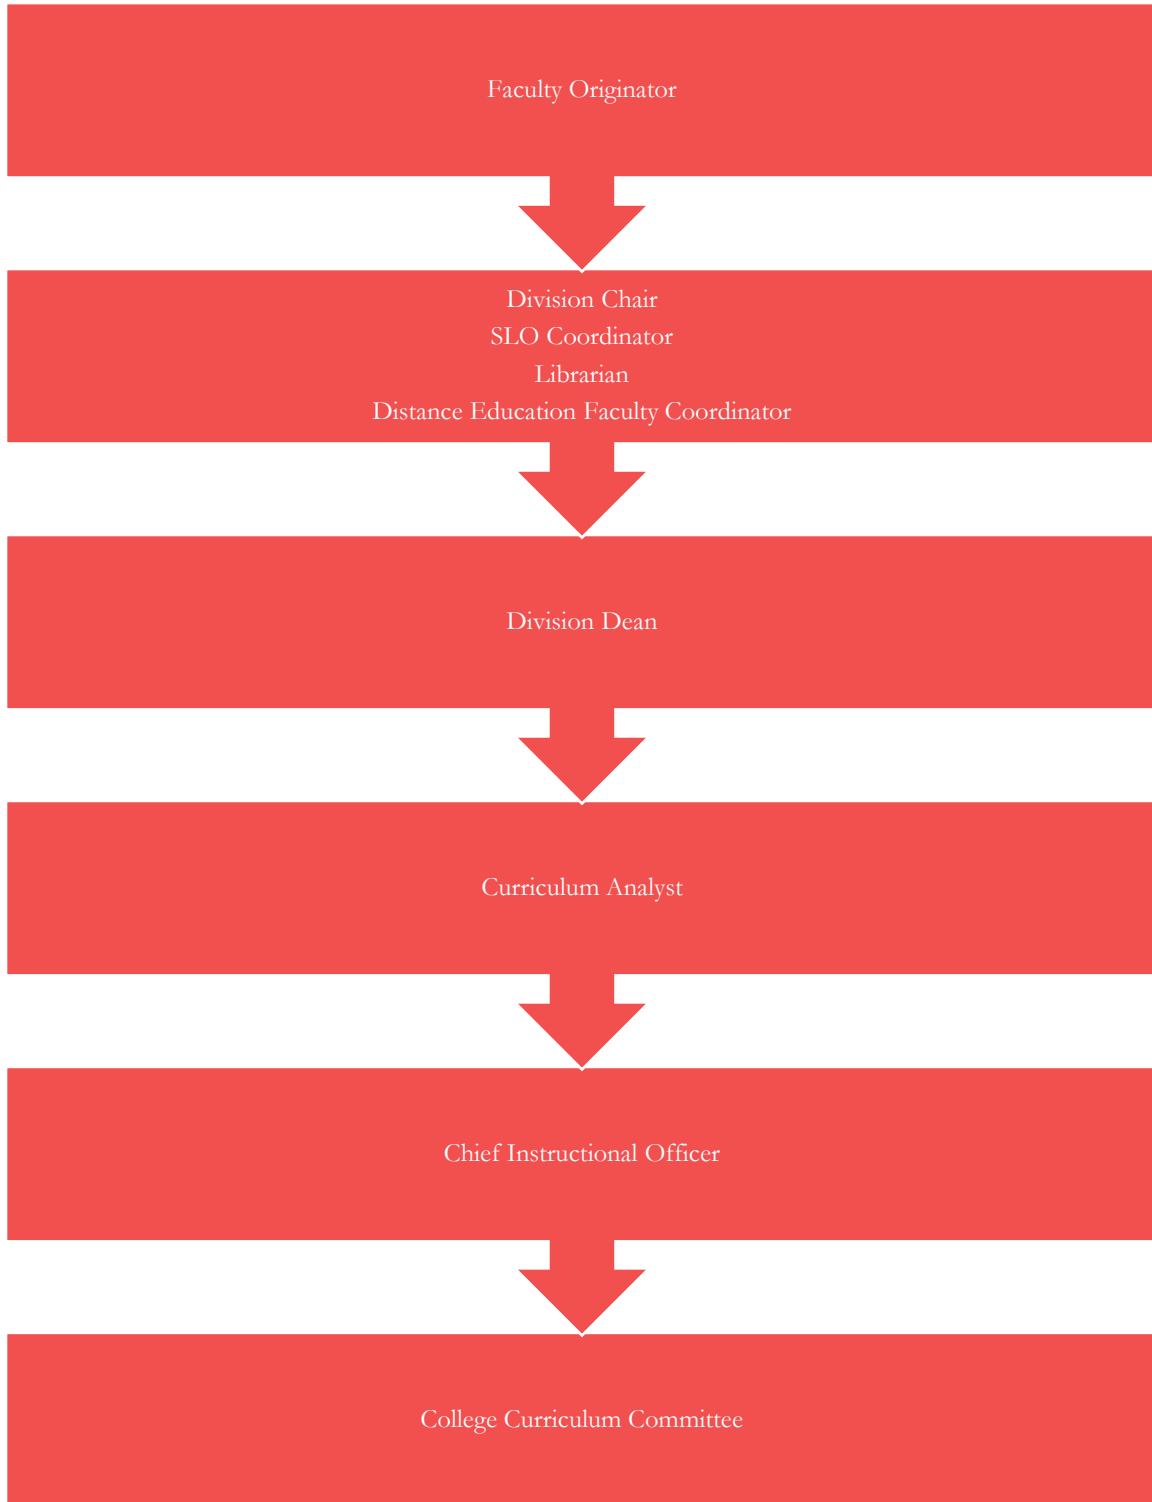 Faculty Originator
Division Chair
SLO Coordinator
Librarian
Distance Education Faculty Coordinator
Division Dean
Curriculum Analyst
Chief Instructional Officer
College Curriculum Committee